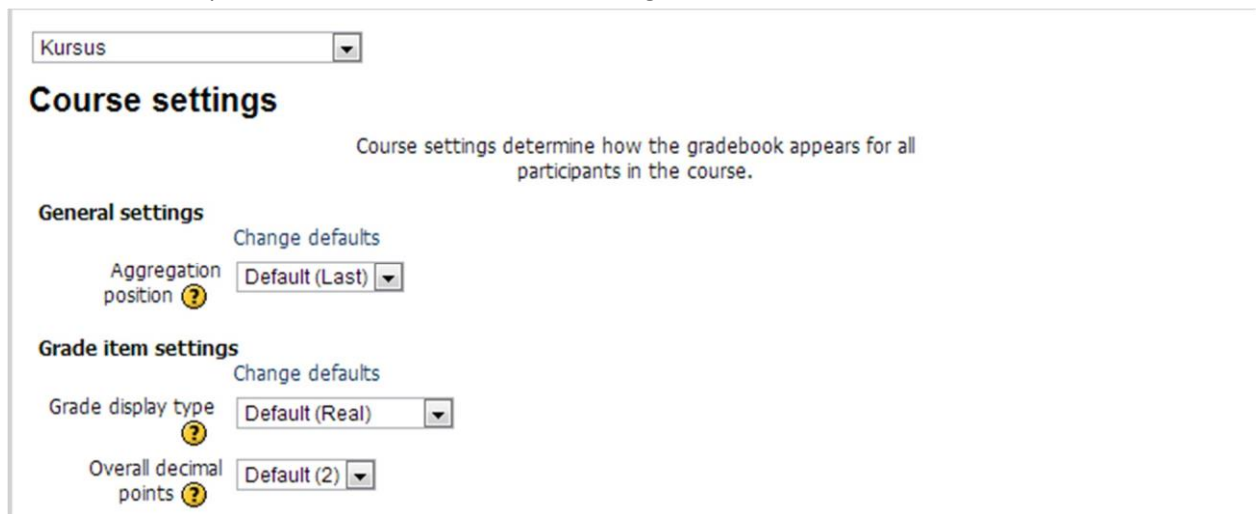 Kursus
Course settings
Course settings determine how the gradebook appears for all
participants in the course.
General settings
Change defaults
Aggregation
position
Default (Last)
Grade item settings
Change defaults
Grade display type
Default (Real)
Overall decimal
points
Default (2)